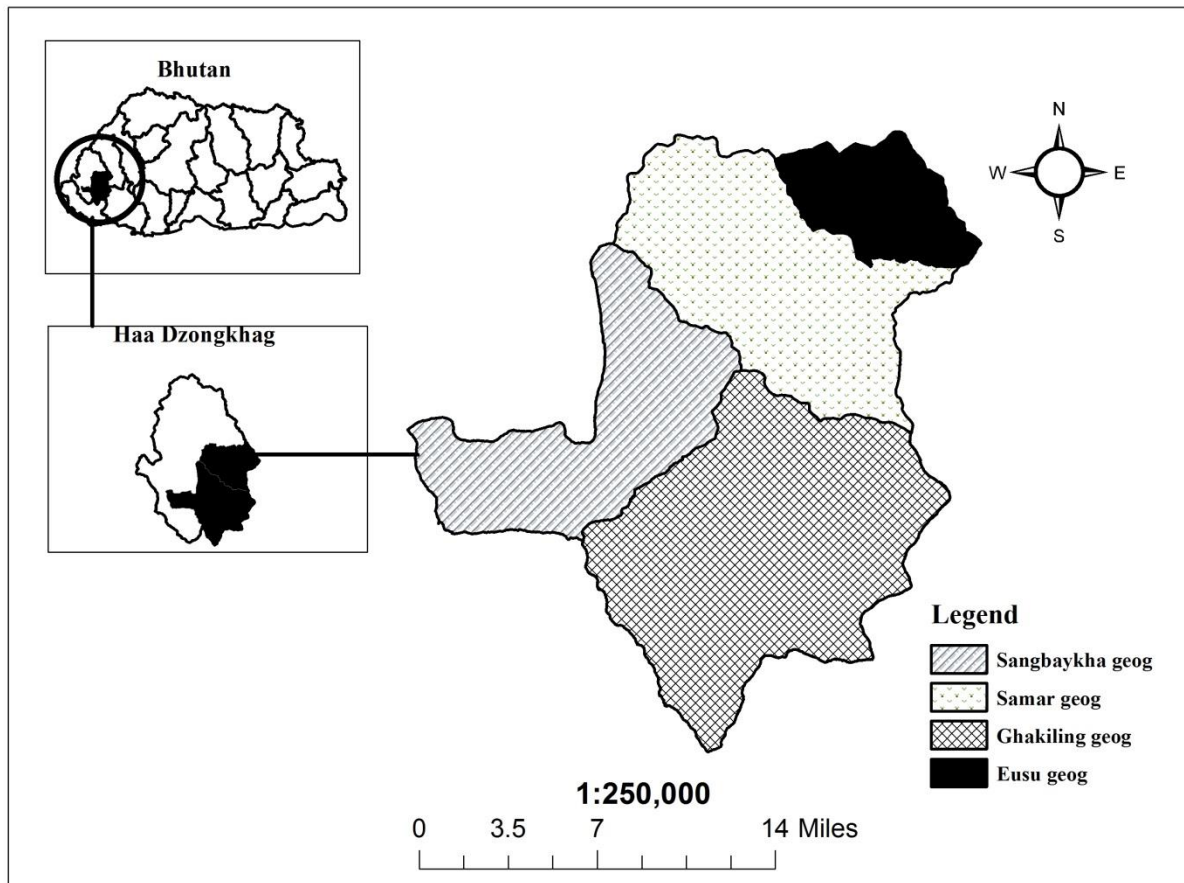 Bhutan
Haa Dzongkhag
N
W E
S
Legend
Sangbaykha geog
Samar geog
Ghakiling geog
Eusu geog
1:250,000
0 3.5 7 14 Miles